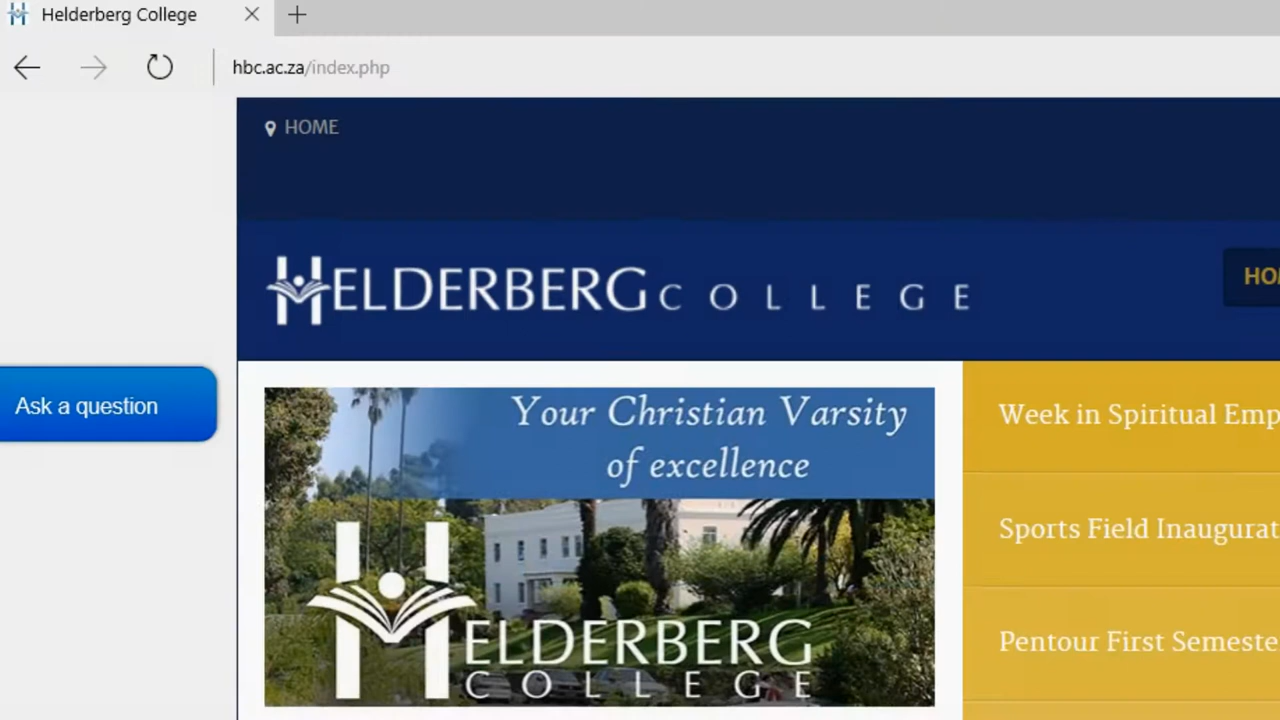 Helderberg College
hbc.ac.za/index.php
HOME
HELDERBERG COLLEGE
HO
Ask a question
Your Christian Varsity
of excellence
HELDERBERG
COLLEGE
Week in Spiritual Emp
Sports Field Inaugurat
Pentour First Semeste